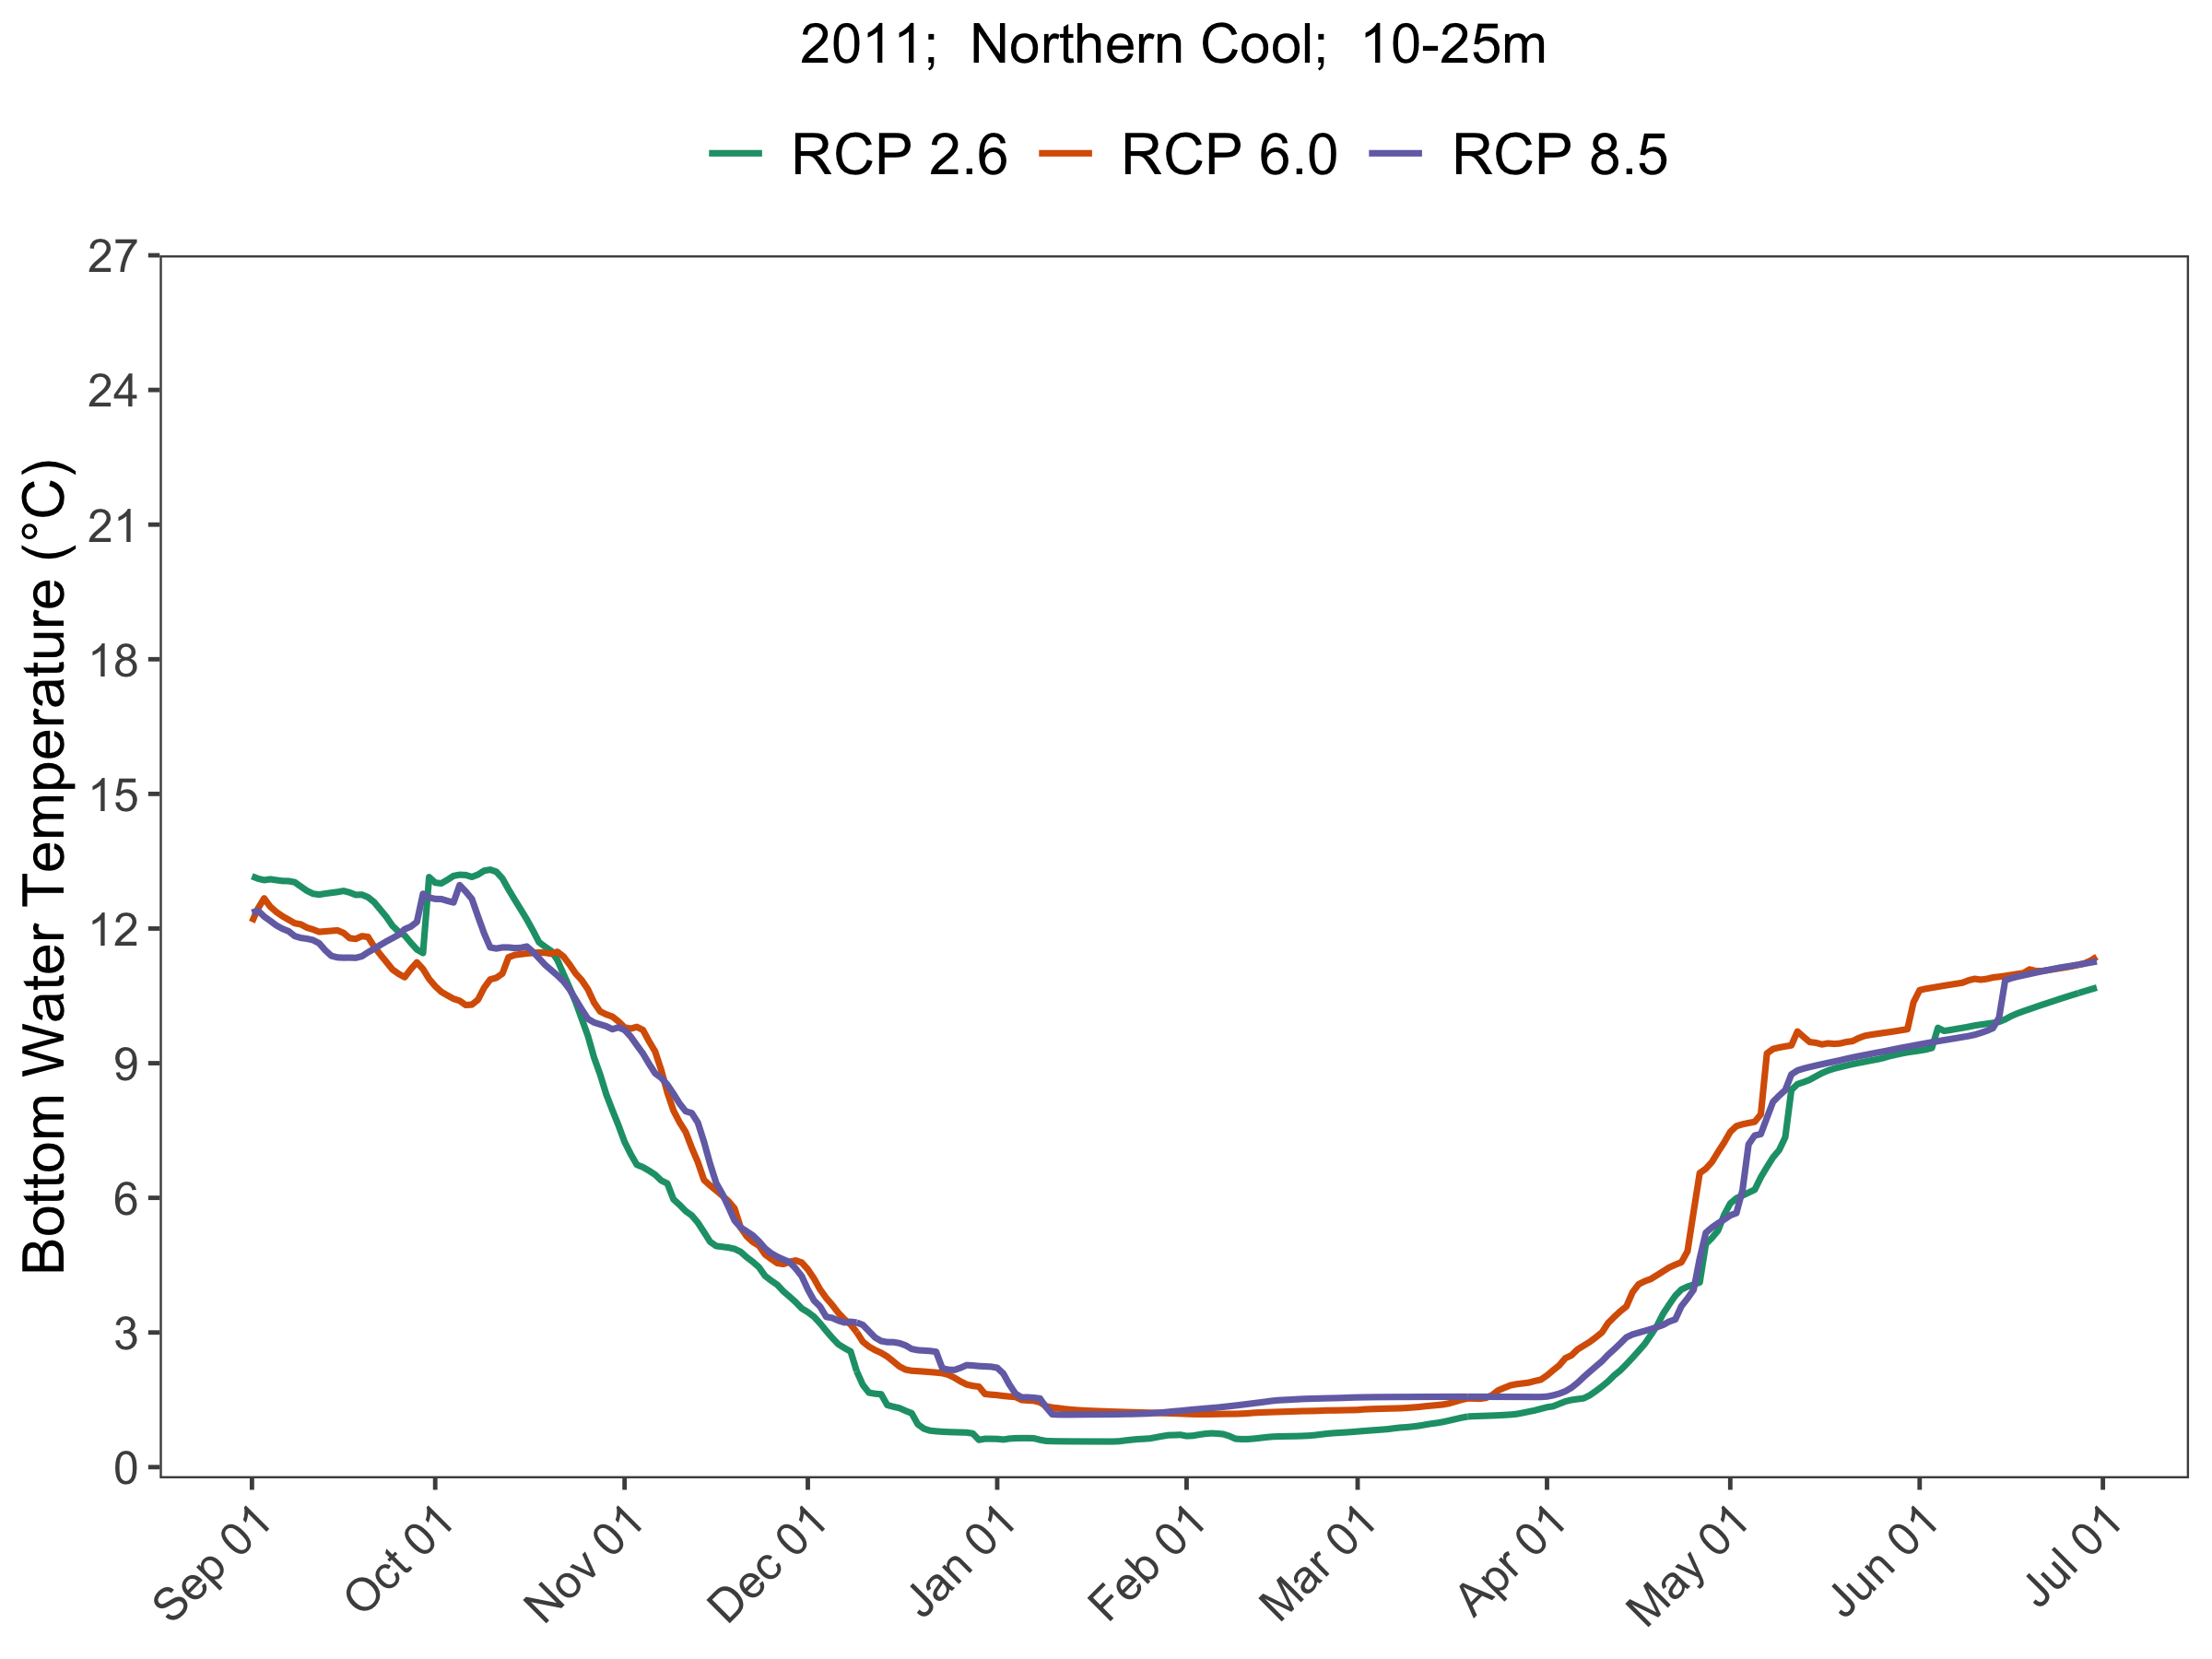 2011;  Northern Cool;  10-25m
RCP 2.6 RCP 6.0 RCP 8.5
Bottom Water Temperature (°C)
27
24
21
18
15
12
9
6
3
0
Sep 01 Oct 01 Nov 01 Dec 01 Jan 01 Feb 01 Mar 01 Apr 01 May 01 Jun 01 Jul 01